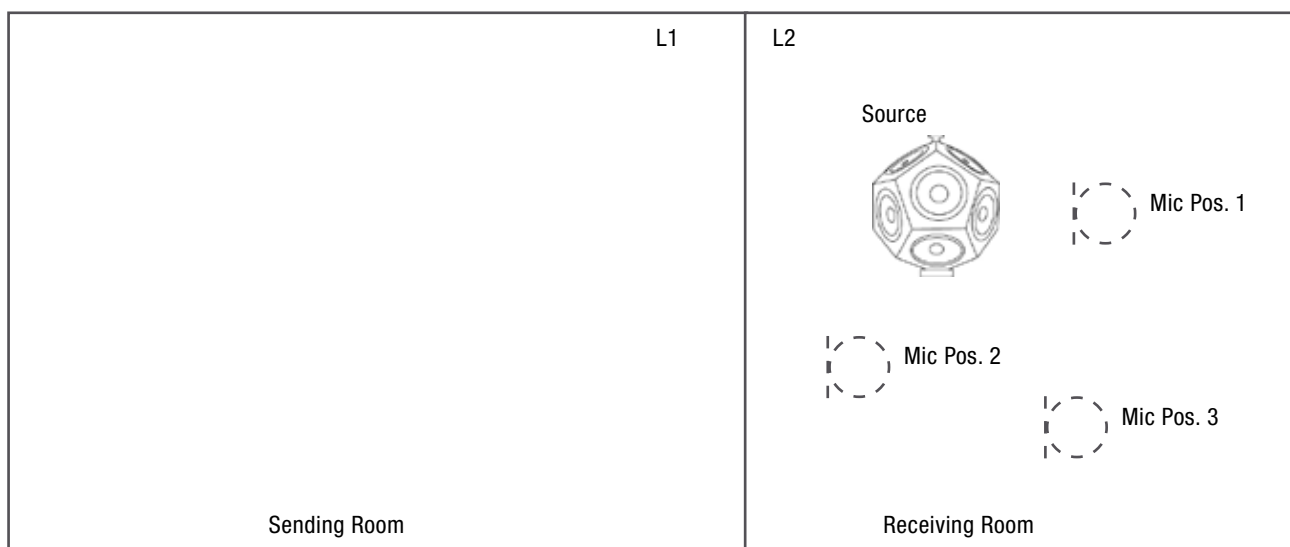 L1
L2
Source
Mic Pos. 1
Mic Pos. 2
Mic Pos. 3
Sending Room
Receiving Room